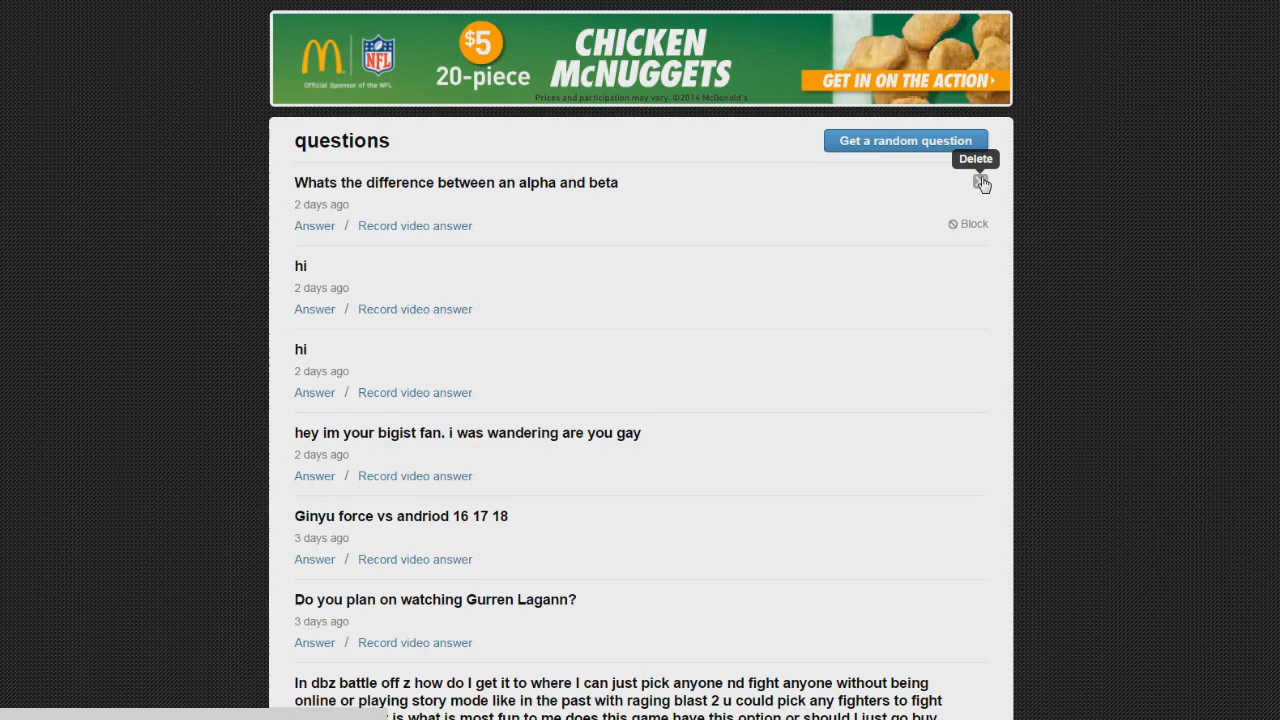 $5
20-piece
CHICKEN
McNUGGETS
NFL
Official Sponsor of the NFL
GET IN ON THE ACTION
Prices and participation may vary. ©2014 McDonald's
questions
Get a random question
Delete
Whats the difference between an alpha and beta
2 days ago
Answer / Record video answer
Block
hi
2 days ago
Answer / Record video answer
hi
2 days ago
Answer / Record video answer
hey im your bigist fan. i was wandering are you gay
2 days ago
Answer / Record video answer
Ginyu force vs andriod 16 17 18
3 days ago
Answer / Record video answer
Do you plan on watching Gurren Lagann?
3 days ago
Answer / Record video answer
In dbz battle off z how do I get it to where I can just pick anyone nd fight anyone without being
online or playing story mode like in the past with raging blast 2 u could pick any fighters to fight
is what is most fun to me does this game have this option or should I just go buy